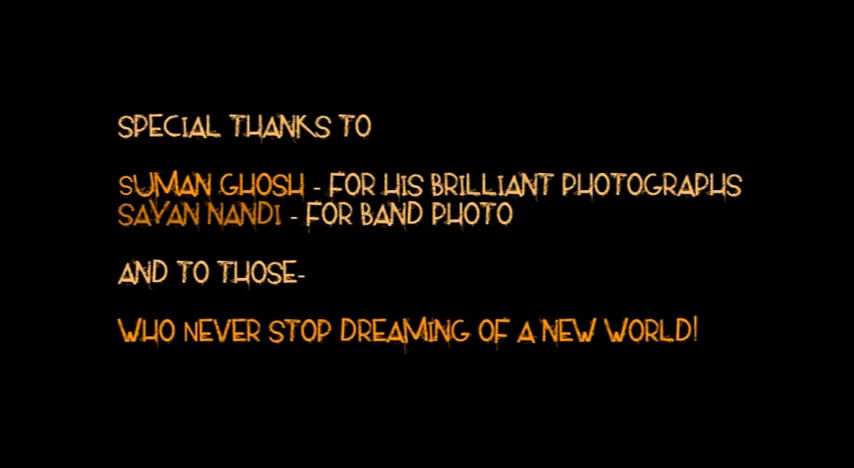 SPECIAL THANKS TO
SUMAN GHOSH - FOR HIS BRILLIANT PHOTOGRAPHS
SAYAN NANDI - FOR BAND PHOTO
AND TO THOSE-
WHO NEVER STOP DREAMING OF A NEW WORLD!